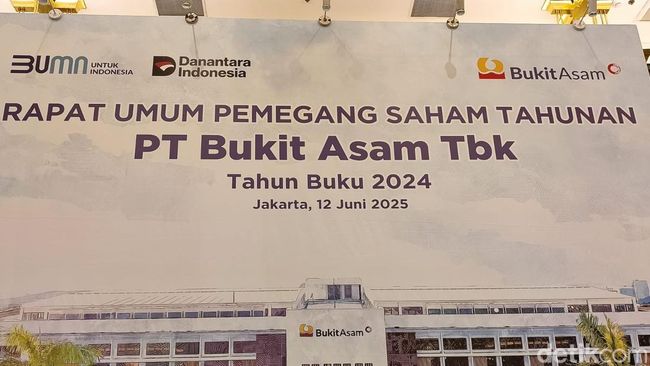 BUMN UNTUK INDONESIA
Danantara Indonesia
BukitAsam
RAPAT UMUM PEMEGANG SAHAM TAHUNAN
PT Bukit Asam Tbk
Tahun Buku 2024
Jakarta, 12 Juni 2025
BukitAsam
detikcom